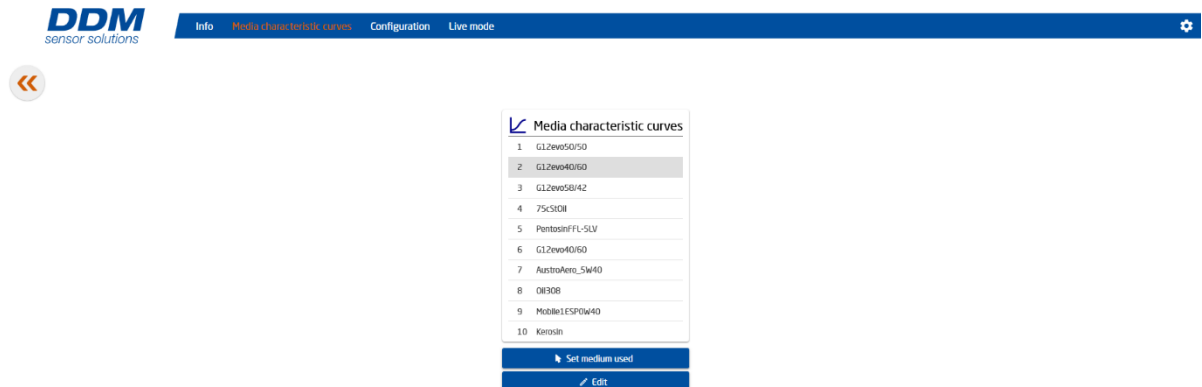 DDM
sensor solutions
Info Media characteristic curves Configuration Live mode
Media characteristic curves
1 G12evo50/50
2 G12evo40/60
3 G12evo58/42
4 75cStOil
5 PentosinFFL-5LV
6 G12evo40/60
7 AustroAero_5W40
8 Oil308
9 Mobile1ESP0W40
10 Kerosin
Set medium used
Edit